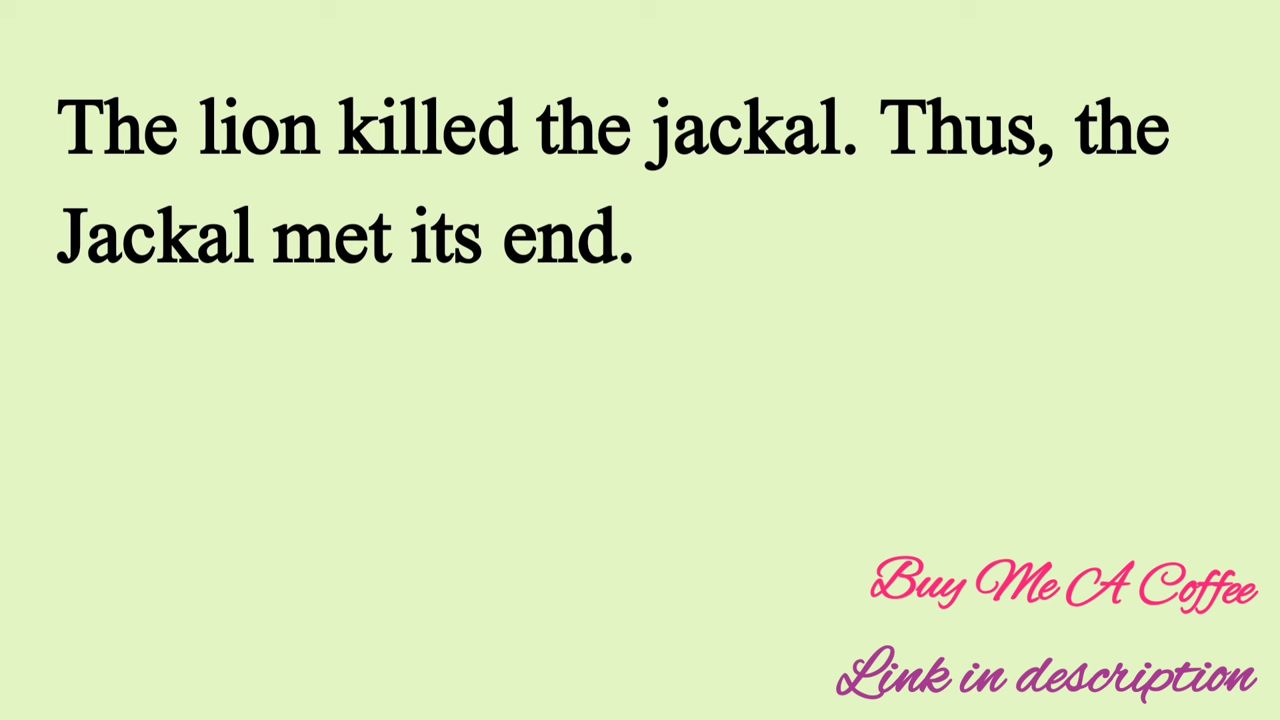 The lion killed the jackal. Thus, the
Jackal met its end.
Buy Me A Coffee
Link in description